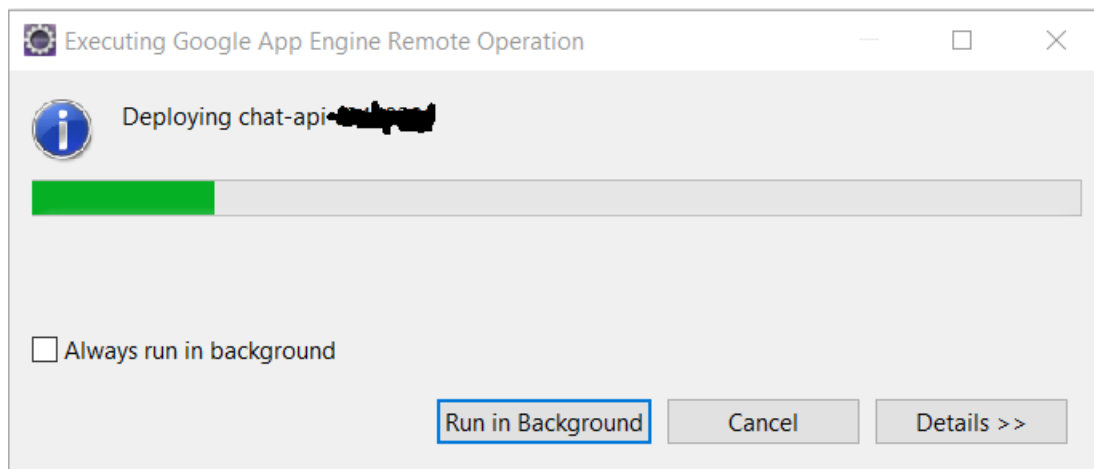 Executing Google App Engine Remote Operation
Deploying chat-api-
Always run in background
Run in Background
Cancel
Details >>